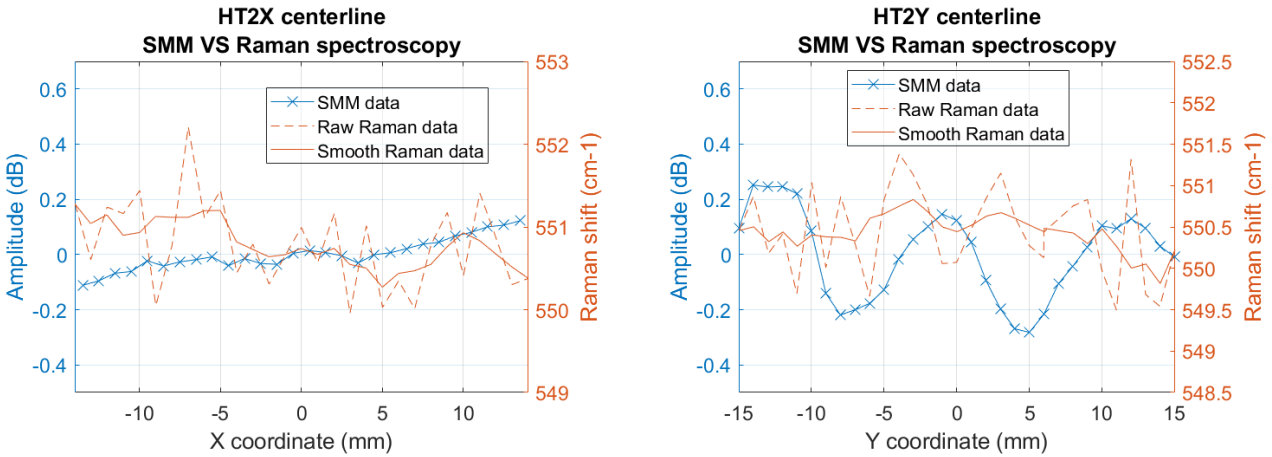 HT2X centerline
SMM VS Raman spectroscopy
0.6
0.4
0.2
0
-0.2
-0.4
Amplitude (dB)
-10
-5
0
5
10
X coordinate (mm)
553
552
551
550
549
Raman shift (cm-1)
SMM data
Raw Raman data
Smooth Raman data
HT2Y centerline
SMM VS Raman spectroscopy
0.6
0.4
0.2
0
-0.2
-0.4
Amplitude (dB)
-15
-10
-5
0
5
10
15
Y coordinate (mm)
552.5
552
551.5
551
550.5
550
549.5
549
548.5
Raman shift (cm-1)
SMM data
Raw Raman data
Smooth Raman data